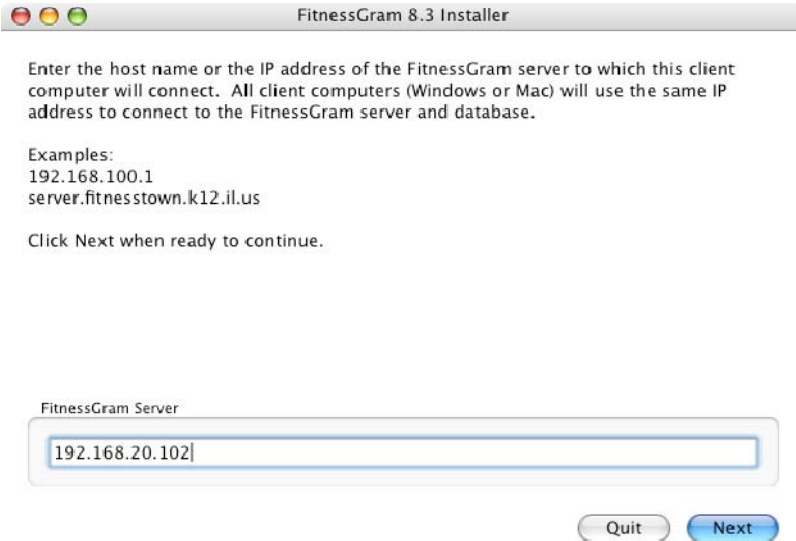 FitnessGram 8.3 Installer
Enter the host name or the IP address of the FitnessGram server to which this client
computer will connect. All client computers (Windows or Mac) will use the same IP
address to connect to the FitnessGram server and database.
Examples:
192.168.100.1
server.fitnesstown.k12.il.us
Click Next when ready to continue.
FitnessGram Server
192.168.20.102
Quit Next